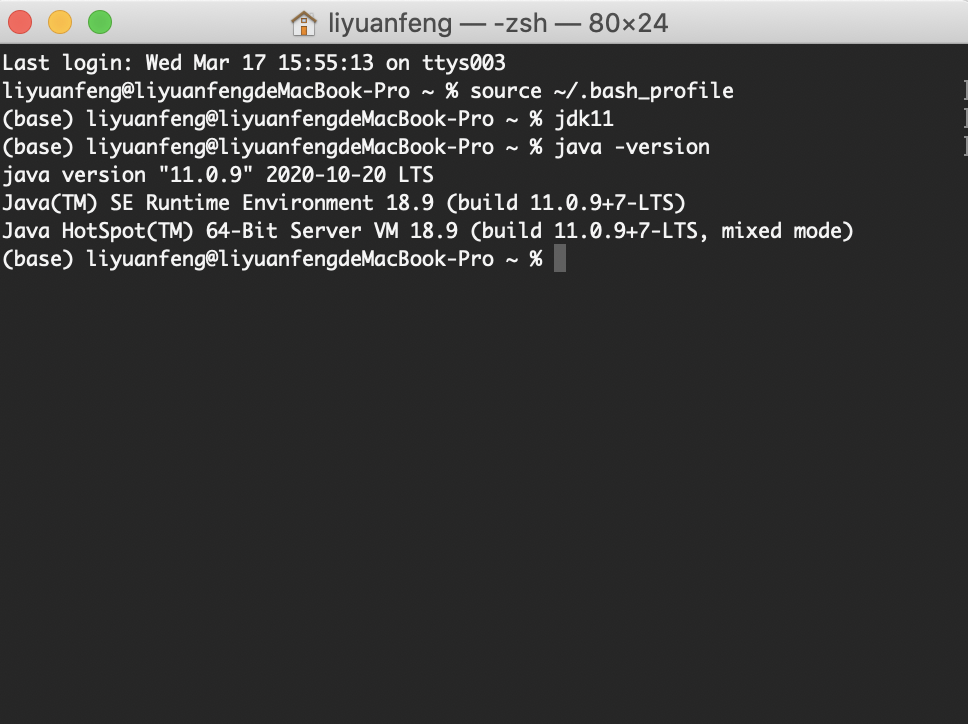 liyuanfeng — -zsh — 80×24
Last login: Wed Mar 17 15:55:13 on ttys003
liyuanfeng@liyuanfengdeMacBook-Pro ~ % source ~/.bash_profile
(base) liyuanfeng@liyuanfengdeMacBook-Pro ~ % jdk11
(base) liyuanfeng@liyuanfengdeMacBook-Pro ~ % java -version
java version "11.0.9" 2020-10-20 LTS
Java(TM) SE Runtime Environment 18.9 (build 11.0.9+7-LTS)
Java HotSpot(TM) 64-Bit Server VM 18.9 (build 11.0.9+7-LTS, mixed mode)
(base) liyuanfeng@liyuanfengdeMacBook-Pro ~ %